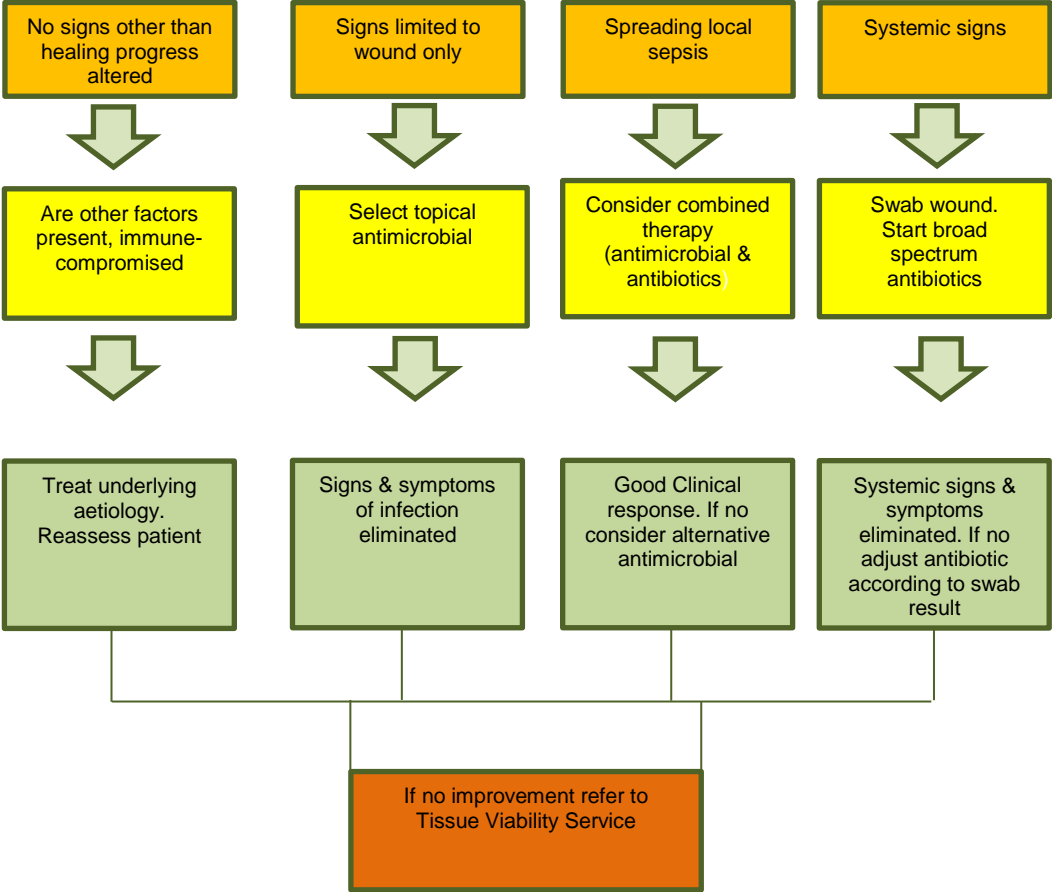 No signs other than
healing progress
altered
Signs limited to
wound only
Spreading local
sepsis
Systemic signs
Are other factors
present, immune-
compromised
Select topical
antimicrobial
Consider combined
therapy
(antimicrobial &
antibiotics)
Swab wound.
Start broad
spectrum
antibiotics
Treat underlying
aetiology.
Reassess patient
Signs & symptoms
of infection
eliminated
Good Clinical
response. If no
consider alternative
antimicrobial
Systemic signs &
symptoms
eliminated. If no
adjust antibiotic
according to swab
result
If no improvement refer to
Tissue Viability Service